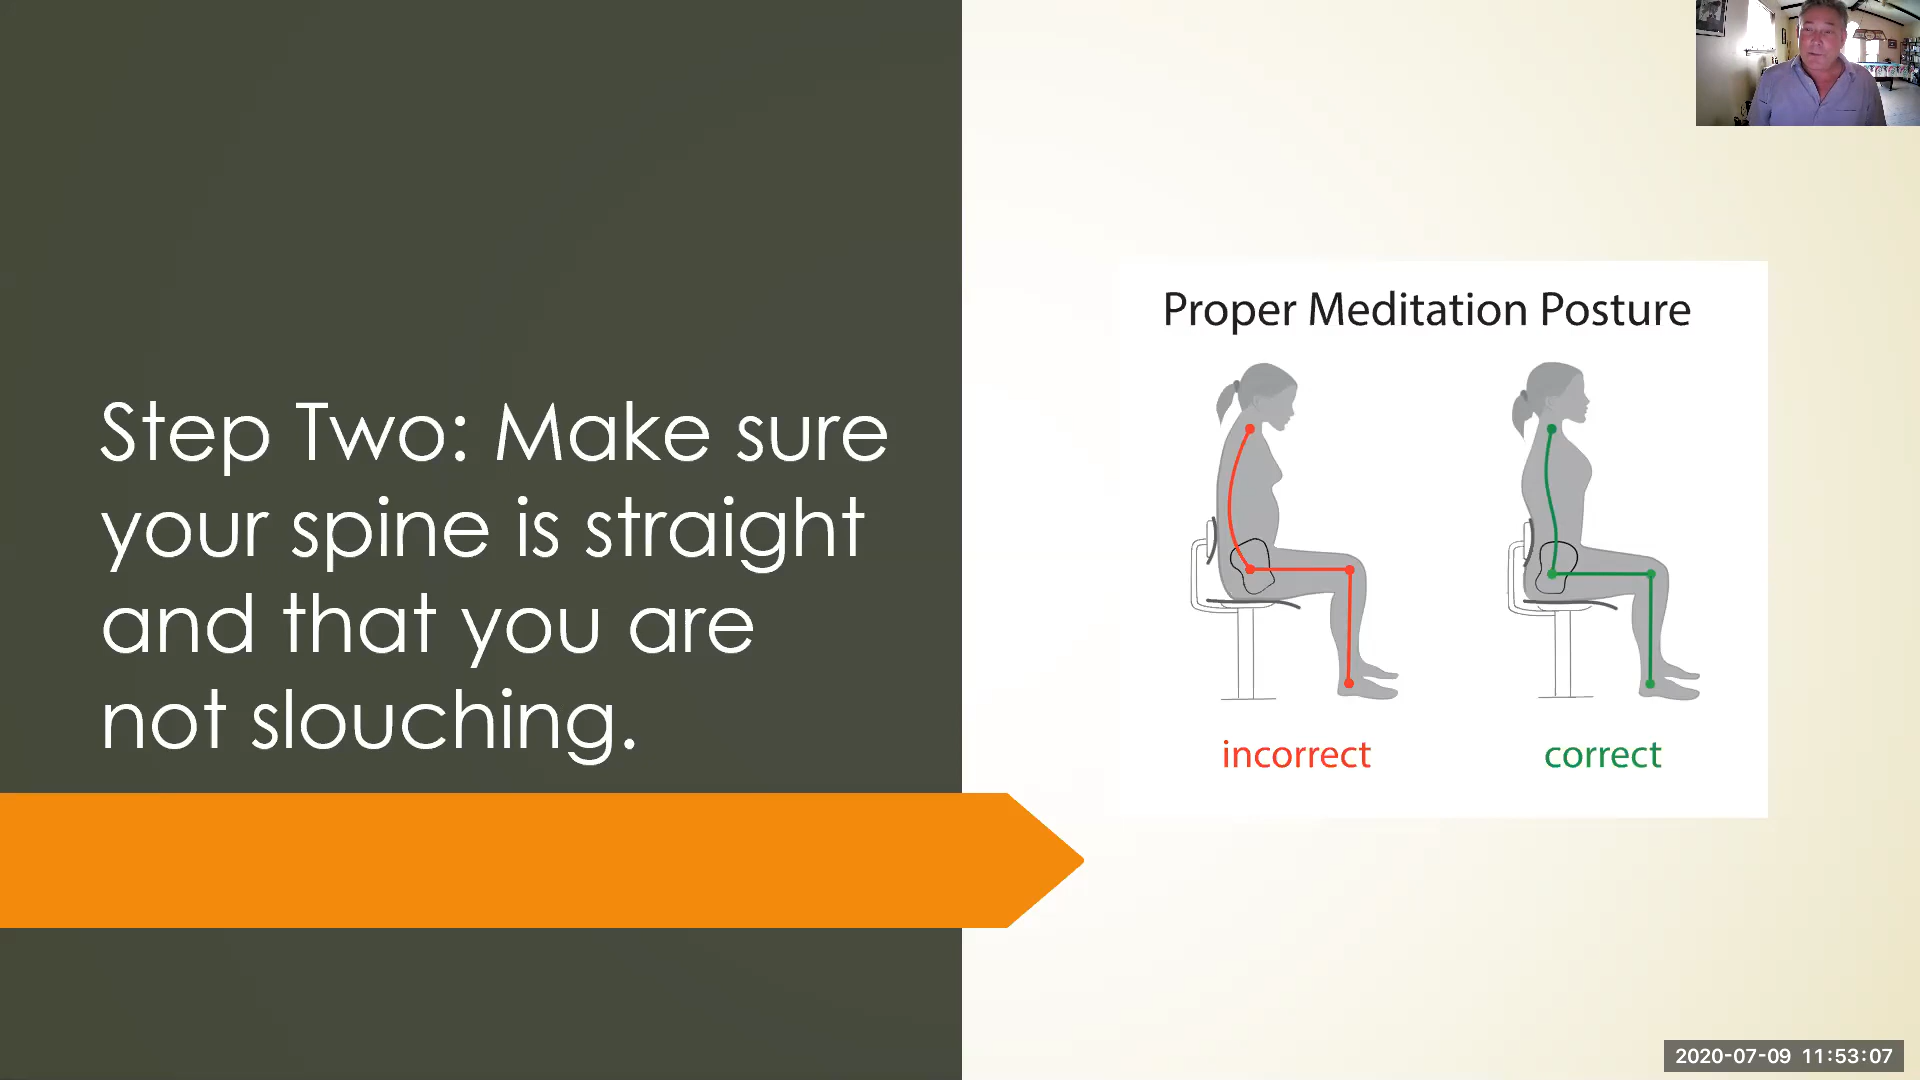 Step Two: Make sure
your spine is straight
and that you are
not slouching.
Proper Meditation Posture
incorrect
correct
2020-07-09 11:53:07